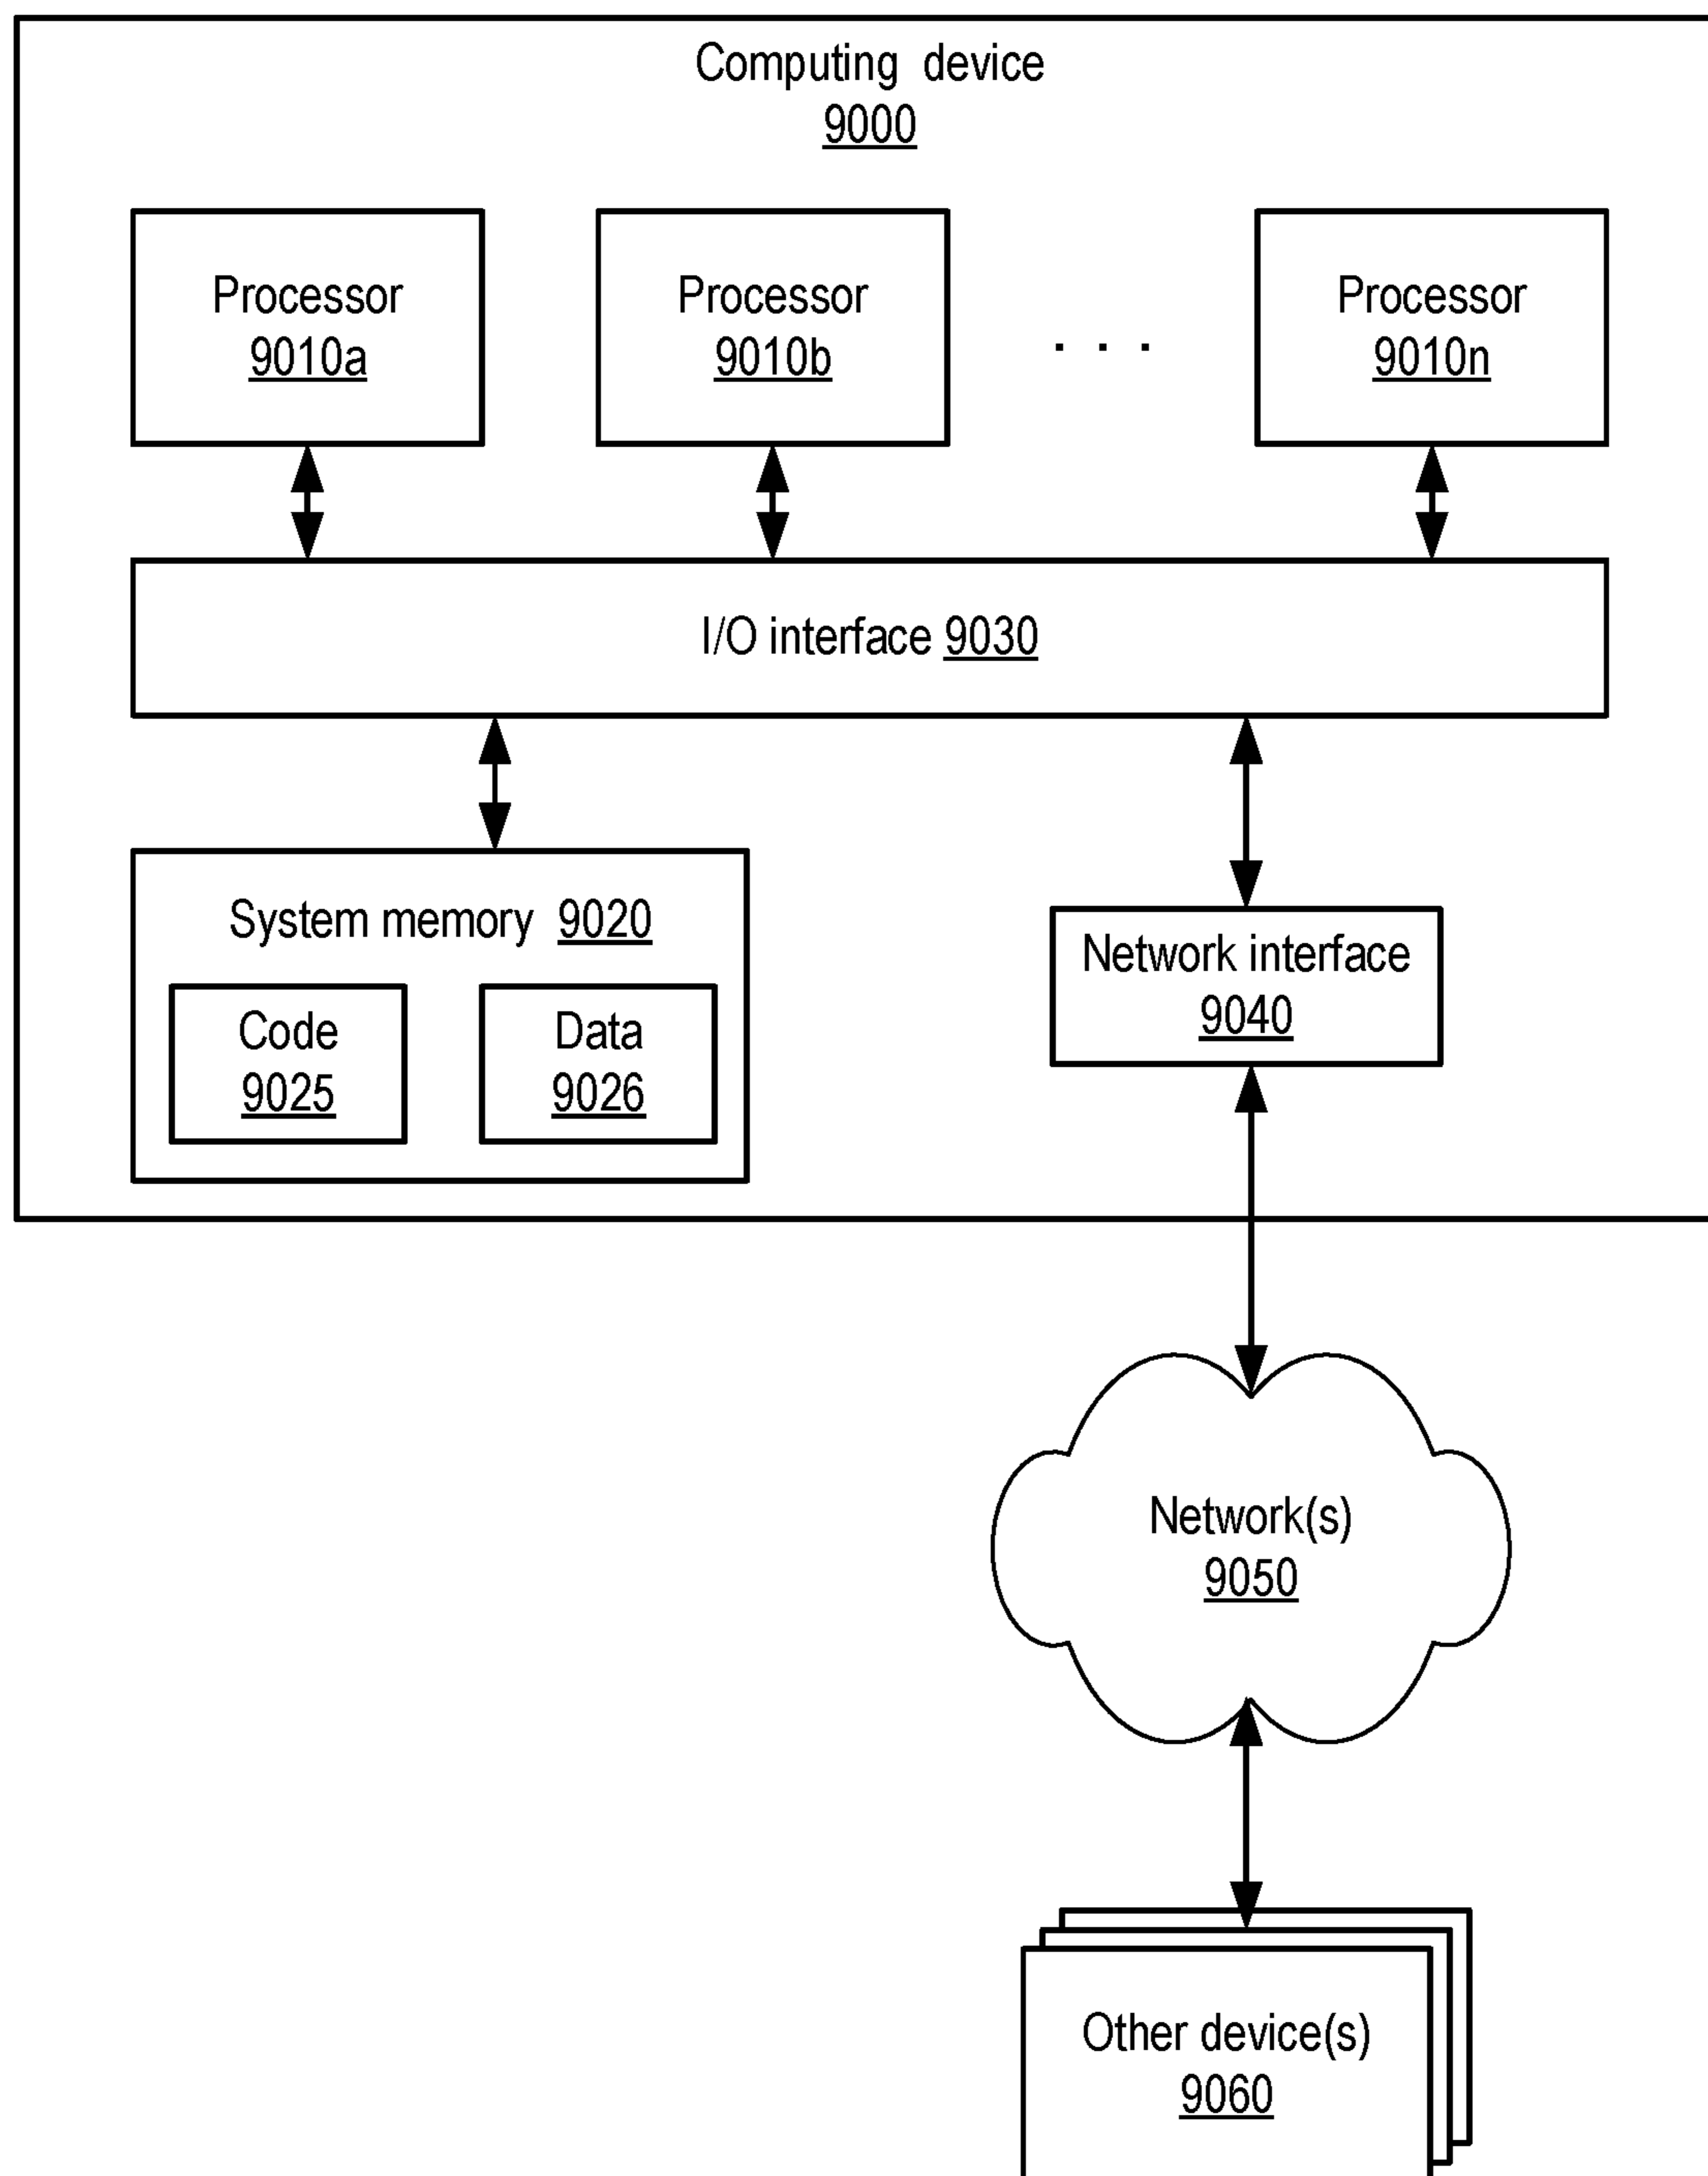 Computing device
9000
Processor
9010a
Processor
9010b
. . .
Processor
9010n
I/O interface 9030
System memory 9020
Code
9025
Data
9026
Network interface
9040
Network(s)
9050
Other device(s)
9060